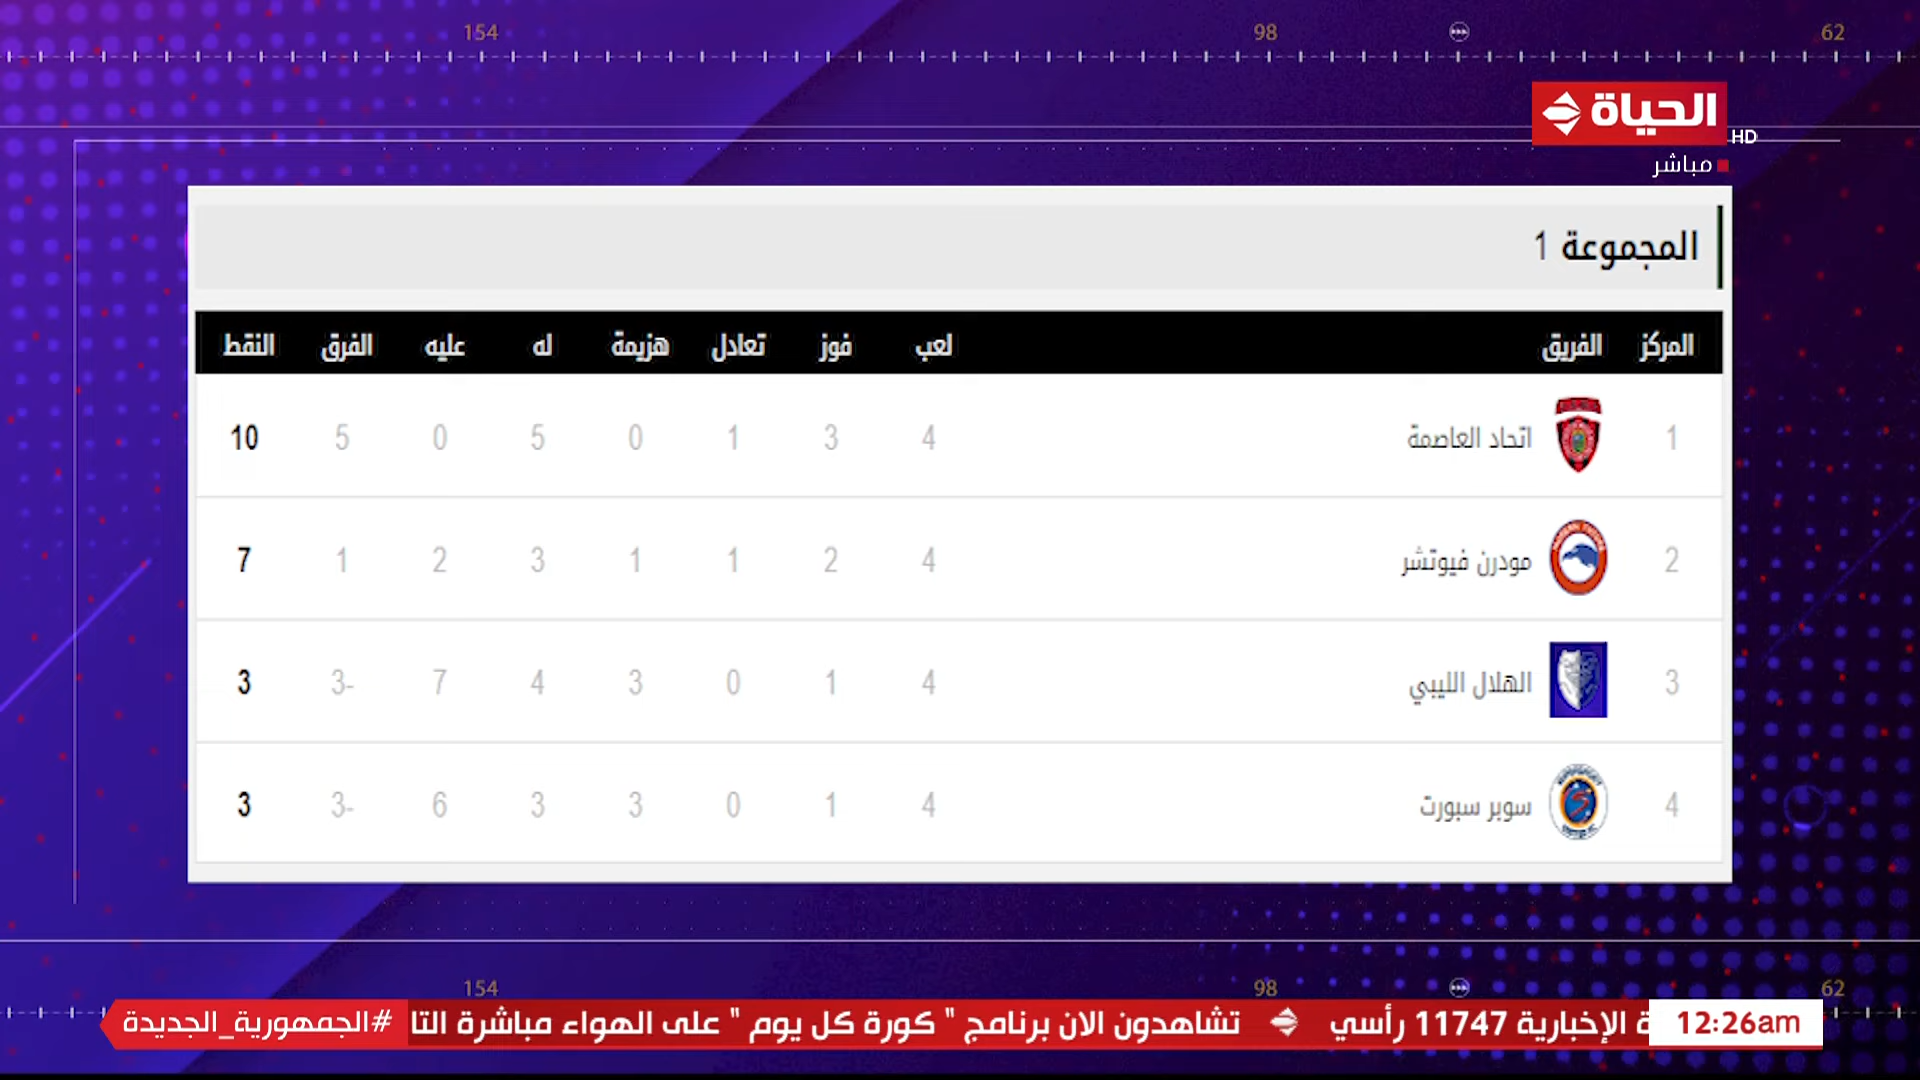 154 98 62
الحياة
HD
مباشر
المجموعة 1
المركز الفريق لعب فوز تعادل هزيمة له عليه الفرق النقط
1 اتحاد العاصمة 4 3 1 0 5 0 5 10
2 مودرن فيوتشر 4 2 1 1 3 2 1 7
3 الهلال الليبي 4 1 0 3 4 7 3- 3
4 سوبر سبورت 4 1 0 3 3 6 3- 3
154 98 62
12:26am
ة الإخبارية 11747 رأسي تشاهدون الان برنامج " كورة كل يوم " على الهواء مباشرة التا
#الجمهورية_الجديدة